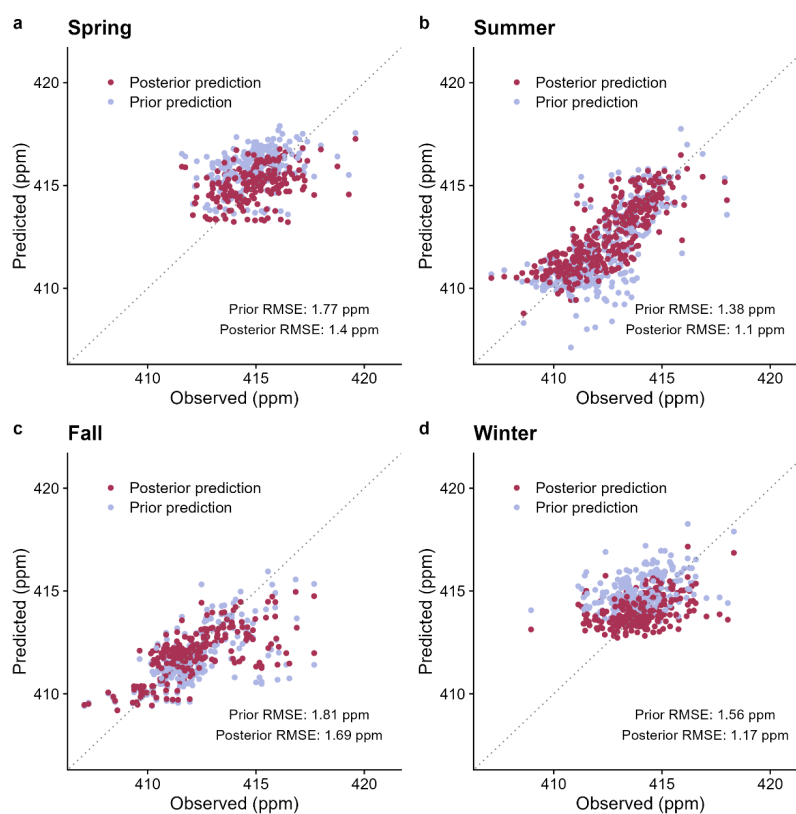 a Spring
420
415
410
Predicted (ppm)
Posterior prediction
Prior prediction
Prior RMSE: 1.77 ppm
Posterior RMSE: 1.4 ppm
410 415 420
Observed (ppm)
b Summer
420
415
410
Predicted (ppm)
Posterior prediction
Prior prediction
Prior RMSE: 1.38 ppm
Posterior RMSE: 1.1 ppm
410 415 420
Observed (ppm)
c Fall
420
415
410
Predicted (ppm)
Posterior prediction
Prior prediction
Prior RMSE: 1.81 ppm
Posterior RMSE: 1.69 ppm
410 415 420
Observed (ppm)
d Winter
420
415
410
Predicted (ppm)
Posterior prediction
Prior prediction
Prior RMSE: 1.56 ppm
Posterior RMSE: 1.17 ppm
410 415 420
Observed (ppm)